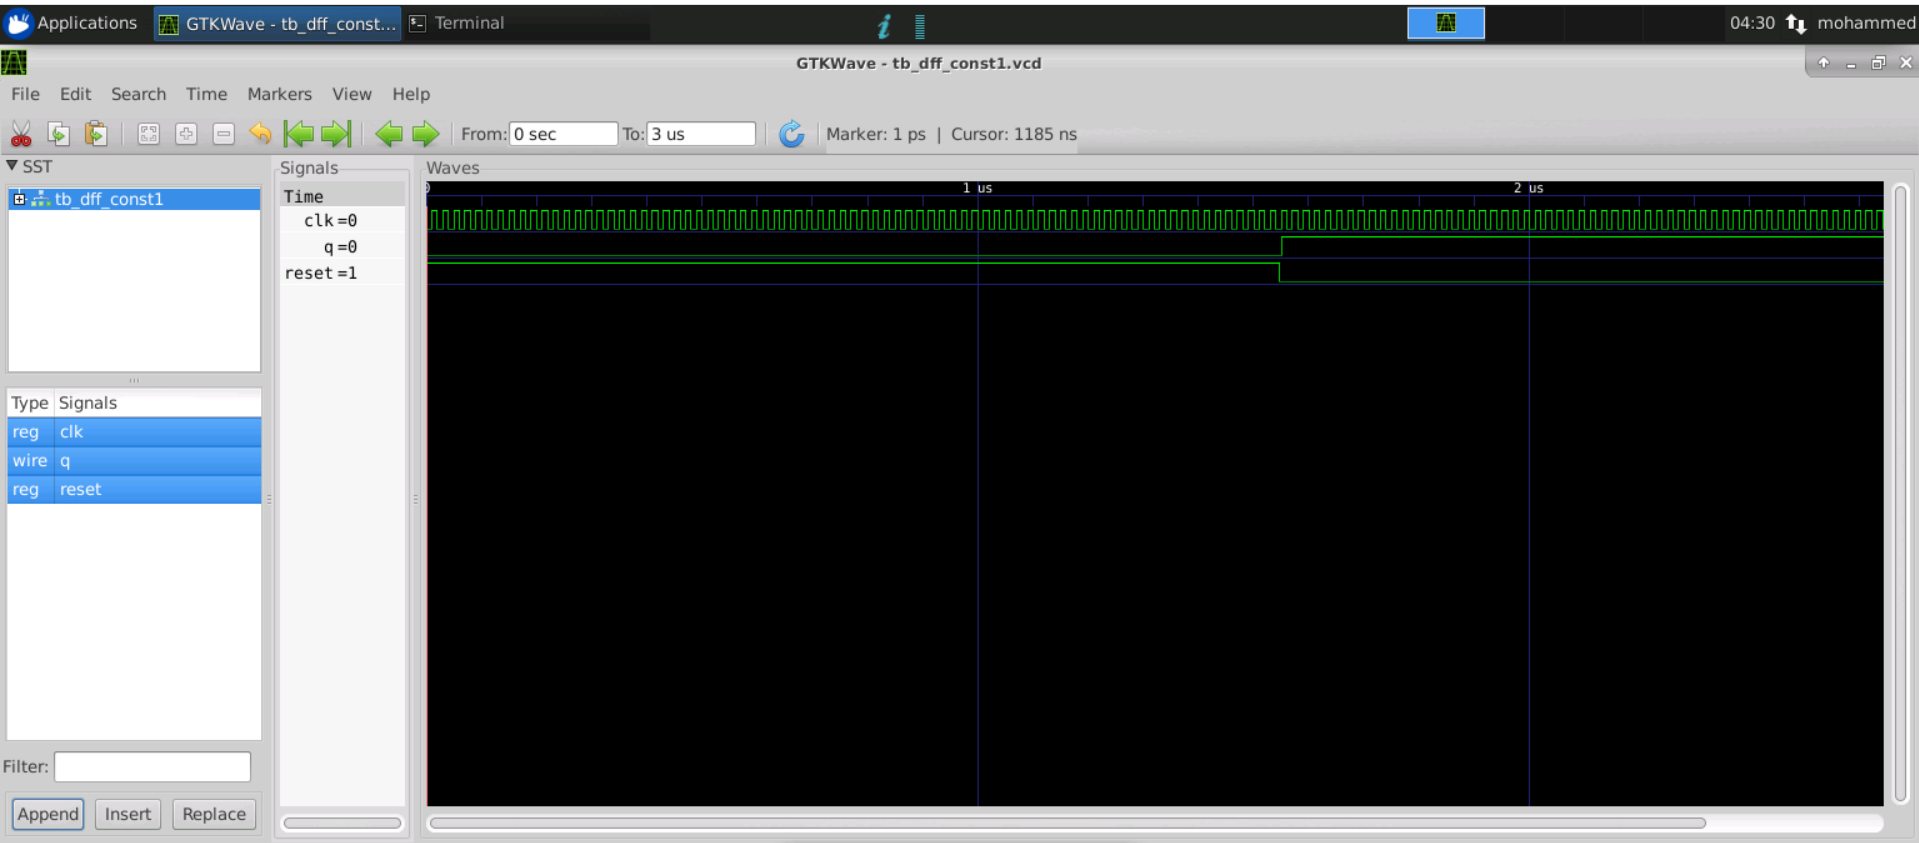 Applications GTKWave - tb_dff_const... Terminal 04:30 mohammed
GTKWave - tb_dff_const1.vcd
File Edit Search Time Markers View Help
From: 0 sec To: 3 us Marker: 1 ps | Cursor: 1185 ns
SST
tb_dff_const1
Type Signals
reg clk
wire q
reg reset
Filter:
Append Insert Replace
Signals
Time
clk=0
q=0
reset=1
Waves
0 1 us 2 us